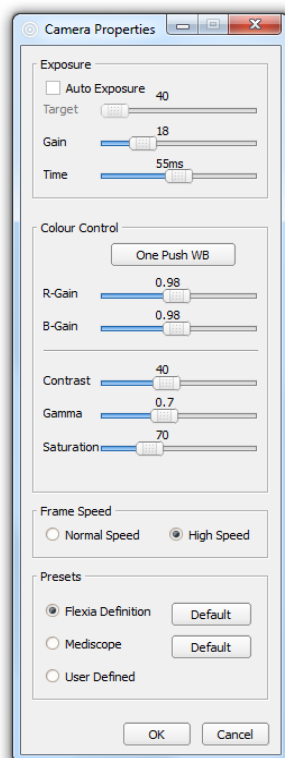 Camera Properties
Exposure
Auto Exposure
Target 40
Gain 18
Time 55ms
Colour Control
One Push WB
R-Gain 0.98
B-Gain 0.98
Contrast 40
Gamma 0.7
Saturation 70
Frame Speed
Normal Speed High Speed
Presets
Flexia Definition Default
Mediscope Default
User Defined
OK Cancel